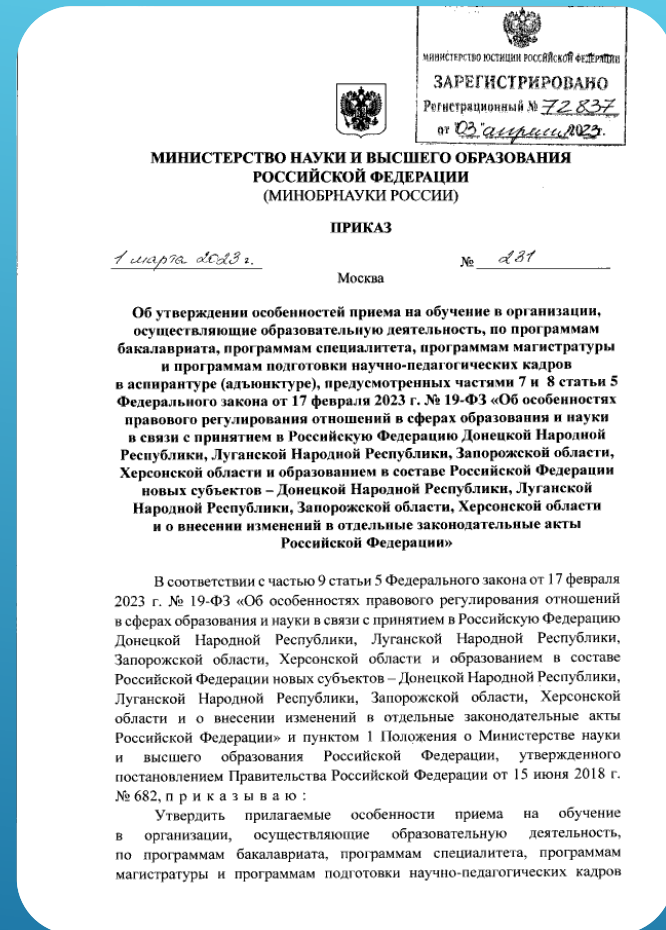 МИНИСТЕРСТВО ЮСТИЦИИ РОССИЙСКОЙ ФЕДЕРАЦИИ
ЗАРЕГИСТРИРОВАНО
Регистрационный № 72837
от "03" апреля 2023г.
МИНИСТЕРСТВО НАУКИ И ВЫСШЕГО ОБРАЗОВАНИЯ
РОССИЙСКОЙ ФЕДЕРАЦИИ
(МИНОБРНАУКИ РОССИИ)
ПРИКАЗ
1 марта 2023 г. № 231
Москва
Об утверждении особенностей приема на обучение в организации,
осуществляющие образовательную деятельность, по программам
бакалавриата, программам специалитета, программам магистратуры
и программам подготовки научно-педагогических кадров
в аспирантуре (адъюнктуре), предусмотренных частями 7 и 8 статьи 5
Федерального закона от 17 февраля 2023 г. № 19-ФЗ «Об особенностях
правового регулирования отношений в сферах образования и науки
в связи с принятием в Российскую Федерацию Донецкой Народной
Республики, Луганской Народной Республики, Запорожской области,
Херсонской области и образованием в составе Российской Федерации
новых субъектов – Донецкой Народной Республики, Луганской
Народной Республики, Запорожской области, Херсонской области
и о внесении изменений в отдельные законодательные акты
Российской Федерации»
В соответствии с частью 9 статьи 5 Федерального закона от 17 февраля
2023 г. № 19-ФЗ «Об особенностях правового регулирования отношений
в сферах образования и науки в связи с принятием в Российскую Федерацию
Донецкой Народной Республики, Луганской Народной Республики,
Запорожской области, Херсонской области и образованием в составе
Российской Федерации новых субъектов – Донецкой Народной Республики,
Луганской Народной Республики, Запорожской области, Херсонской
области и о внесении изменений в отдельные законодательные акты
Российской Федерации» и пунктом 1 Положения о Министерстве науки
и высшего образования Российской Федерации, утвержденного
постановлением Правительства Российской Федерации от 15 июня 2018 г.
№ 682, п р и к а з ы в а ю :
Утвердить прилагаемые особенности приема на обучение
в организации, осуществляющие образовательную деятельность,
по программам бакалавриата, программам специалитета, программам
магистратуры и программам подготовки научно-педагогических кадров